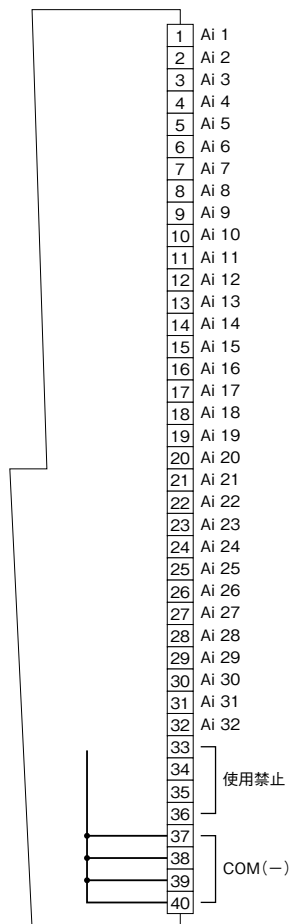 1 Ai 1
2 Ai 2
3 Ai 3
4 Ai 4
5 Ai 5
6 Ai 6
7 Ai 7
8 Ai 8
9 Ai 9
10 Ai 10
11 Ai 11
12 Ai 12
13 Ai 13
14 Ai 14
15 Ai 15
16 Ai 16
17 Ai 17
18 Ai 18
19 Ai 19
20 Ai 20
21 Ai 21
22 Ai 22
23 Ai 23
24 Ai 24
25 Ai 25
26 Ai 26
27 Ai 27
28 Ai 28
29 Ai 29
30 Ai 30
31 Ai 31
32 Ai 32
33
34
使用禁止
35
36
37
38
COM(－)
39
40